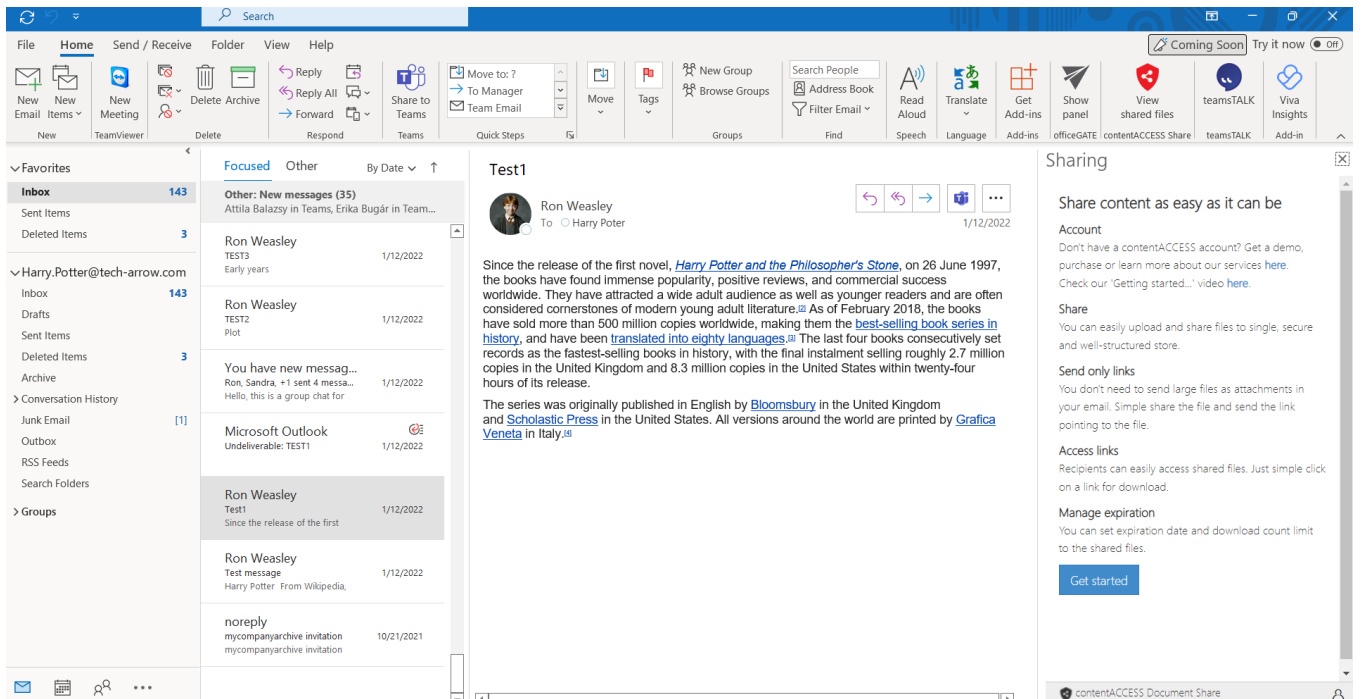 Search
File Home Send / Receive Folder View Help
Coming Soon Try it now Off
New Email
New Items
New Meeting
Delete Archive
Reply
Reply All
Forward
Share to Teams
Move to: ?
To Manager
Team Email
Move
Tags
New Group
Browse Groups
Search People
Address Book
Filter Email
Read Aloud
Translate
Get Add-ins
Show panel
View shared files
teamsTALK
Viva Insights
New TeamViewer Delete Respond Teams Quick Steps Groups Find Speech Language Add-ins officeGATE contentACCESS Share teamsTALK Add-in
Favorites
Inbox 143
Sent Items
Deleted Items 3
Harry.Potter@tech-arrow.com
Inbox 143
Drafts
Sent Items
Deleted Items 3
Archive
Conversation History
Junk Email [1]
Outbox
RSS Feeds
Search Folders
Groups
Focused Other By Date
Other: New messages (35)
Attila Balazsy in Teams, Erika Bugár in Team...
Ron Weasley
TEST3 1/12/2022
Early years
Ron Weasley
TEST2 1/12/2022
Plot
You have new messag...
Ron, Sandra, +1 sent 4 messa... 1/12/2022
Hello, this is a group chat for
Microsoft Outlook
Undeliverable: TEST1 1/12/2022
Ron Weasley
Test1 1/12/2022
Since the release of the first
Ron Weasley
Test message 1/12/2022
Harry Potter From Wikipedia,
noreply
mycompanyarchive invitation 10/21/2021
mycompanyarchive invitation
Test1
Ron Weasley
To Harry Poter
1/12/2022
Since the release of the first novel, Harry Potter and the Philosopher's Stone, on 26 June 1997,
the books have found immense popularity, positive reviews, and commercial success
worldwide. They have attracted a wide adult audience as well as younger readers and are often
considered cornerstones of modern young adult literature.[2] As of February 2018, the books
have sold more than 500 million copies worldwide, making them the best-selling book series in
history, and have been translated into eighty languages.[3] The last four books consecutively set
records as the fastest-selling books in history, with the final instalment selling roughly 2.7 million
copies in the United Kingdom and 8.3 million copies in the United States within twenty-four
hours of its release.
The series was originally published in English by Bloomsbury in the United Kingdom
and Scholastic Press in the United States. All versions around the world are printed by Grafica
Veneta in Italy.[4]
Sharing
Share content as easy as it can be
Account
Don't have a contentACCESS account? Get a demo,
purchase or learn more about our services here.
Check our 'Getting started...' video here.
Share
You can easily upload and share files to single, secure
and well-structured store.
Send only links
You don't need to send large files as attachments in
your email. Simple share the file and send the link
pointing to the file.
Access links
Recipients can easily access shared files. Just simple click
on a link for download.
Manage expiration
You can set expiration date and download count limit
to the shared files.
Get started
contentACCESS Document Share